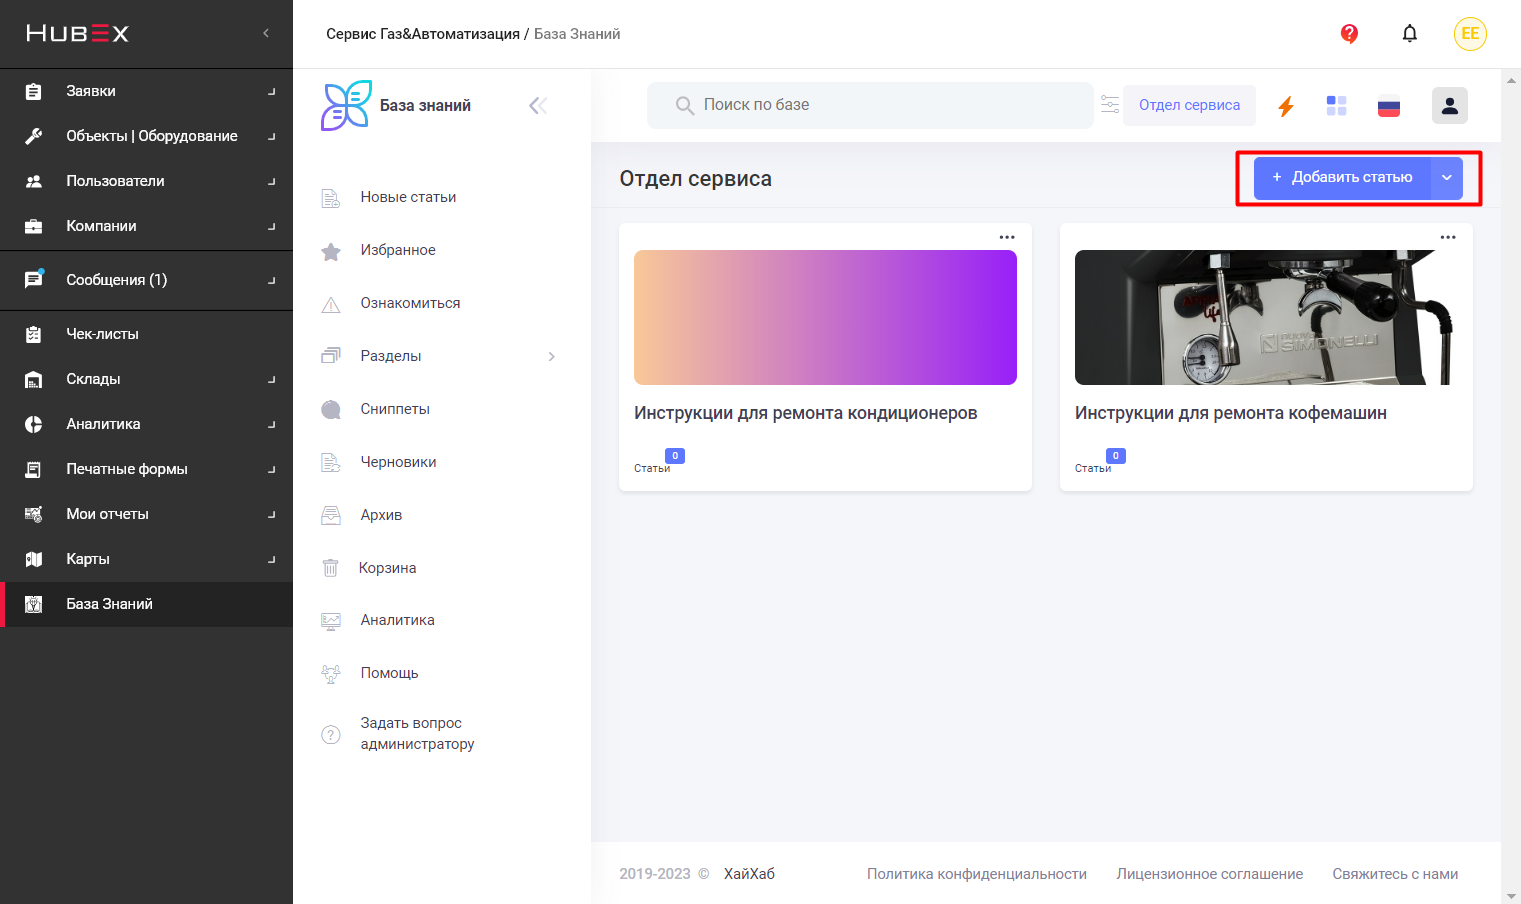 HUBEX
Сервис Газ&Автоматизация / База Знаний
EE
Заявки
Объекты | Оборудование
Пользователи
Компании
Сообщения (1)
Чек-листы
Склады
Аналитика
Печатные формы
Мои отчеты
Карты
База Знаний
База знаний
Новые статьи
Избранное
Ознакомиться
Разделы
Сниппеты
Черновики
Архив
Корзина
Аналитика
Помощь
Задать вопрос
администратору
Поиск по базе
Отдел сервиса
Отдел сервиса
+ Добавить статью
Инструкции для ремонта кондиционеров
Статьи 0
SIMONELLI
Инструкции для ремонта кофемашин
Статьи 0
2019-2023 © ХайХаб
Политика конфиденциальности
Лицензионное соглашение
Свяжитесь с нами